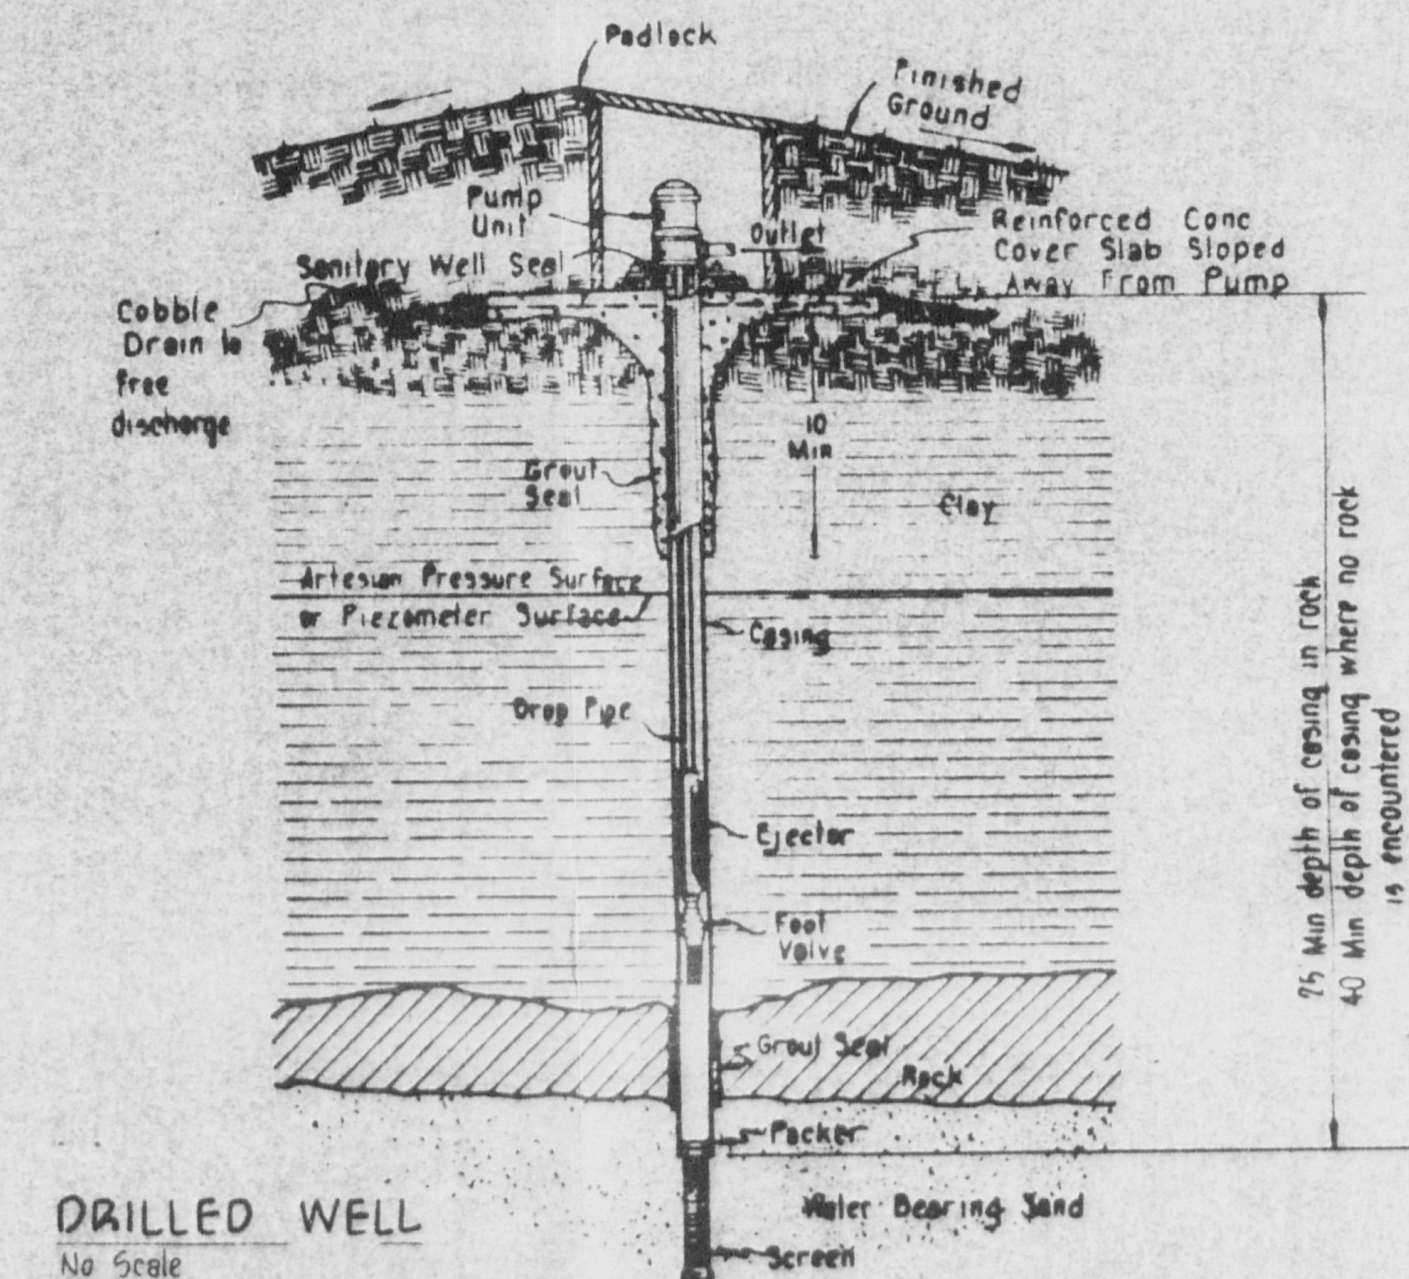 Padlock
Finished
Ground
Pump
Unit
Outlet
Reinforced Conc
Cover Slab Sloped
Away From Pump
Sanitary Well Seal
Cobble
Drain to
free
discharge
10
Min
Grout
Seal
Clay
Artesian Pressure Surface
or Piezometer Surface
Casing
Drop Pipe
Ejector
Foot
Valve
25 Min depth of casing in rock
40 Min depth of casing where no rock
is encountered
Grout Seal
Rock
Packer
Water Bearing Sand
Screen
DRILLED WELL
No Scale